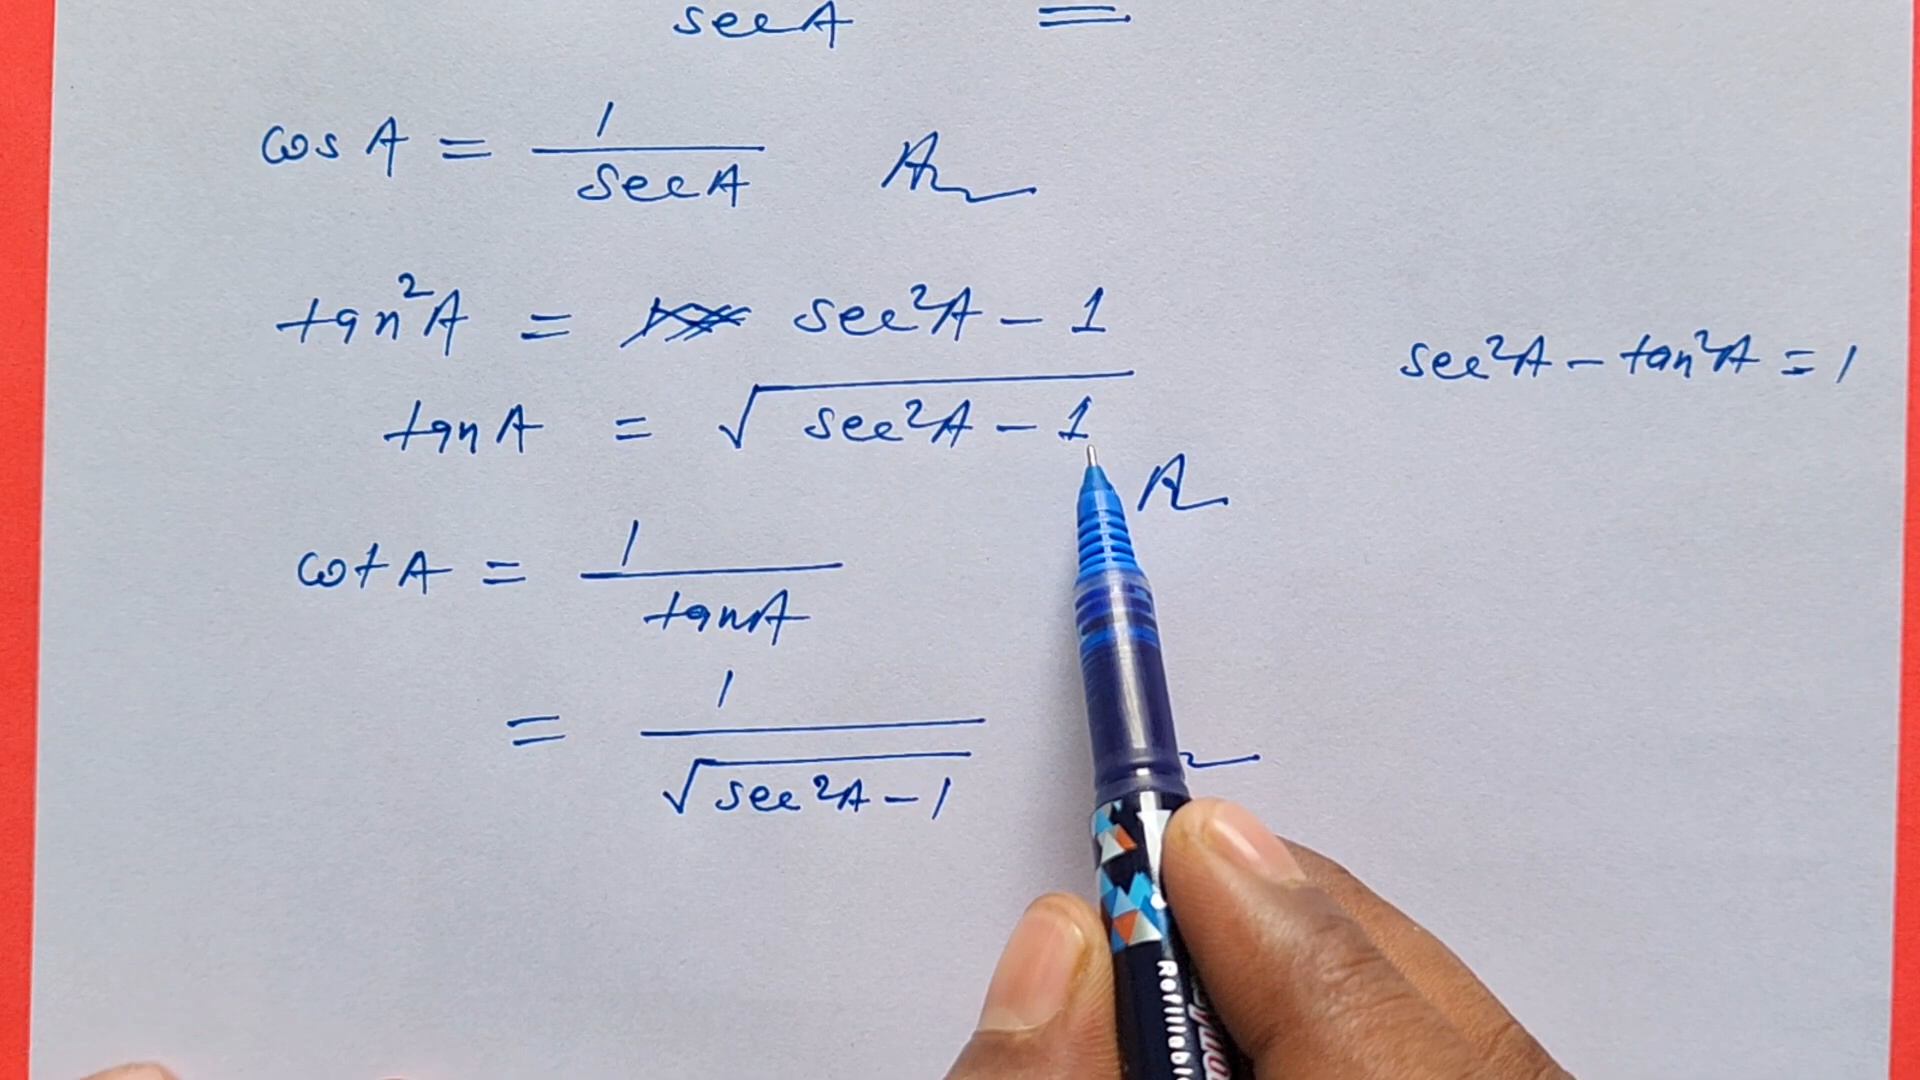 secA =
cos A = 1 / secA
tan²A = sec²A - 1
sec²A - tan²A = 1
tanA = √sec²A - 1
cotA = 1 / tanA
= 1 / √sec²A - 1
Refillable